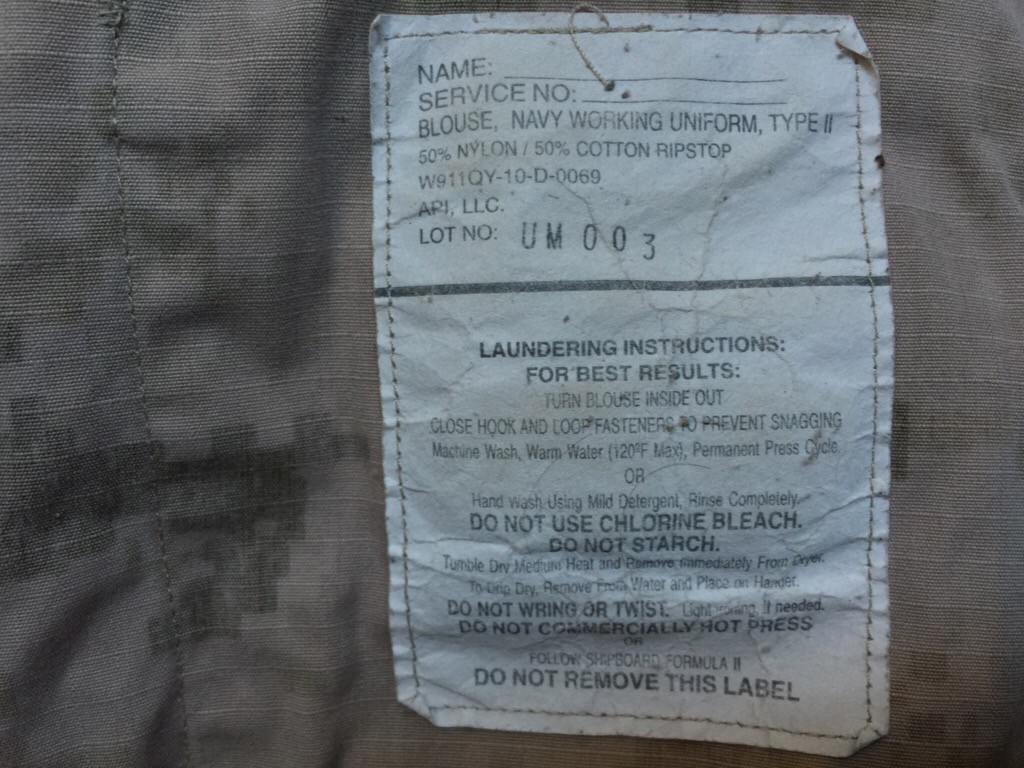 NAME:
SERVICE NO:
BLOUSE, NAVY WORKING UNIFORM, TYPE II
50% NYLON / 50% COTTON RIPSTOP
W911QY-10-D-0069
API, LLC.
LOT NO: UM 003
LAUNDERING INSTRUCTIONS:
FOR BEST RESULTS:
TURN BLOUSE INSIDE OUT
CLOSE HOOK AND LOOP FASTENERS TO PREVENT SNAGGING
Machine Wash, Warm Water (120°F Max), Permanent Press Cycle
OR
Hand Wash Using Mild Detergent, Rinse Completely.
DO NOT USE CHLORINE BLEACH.
DO NOT STARCH.
Tumble Dry Medium Heat and Remove Immediately From Dryer.
To Drip Dry, Remove From Water and Place on Hanger.
DO NOT WRING OR TWIST. Light ironing, if needed.
DO NOT COMMERCIALLY HOT PRESS
OR
FOLLOW SHIPBOARD FORMULA II
DO NOT REMOVE THIS LABEL